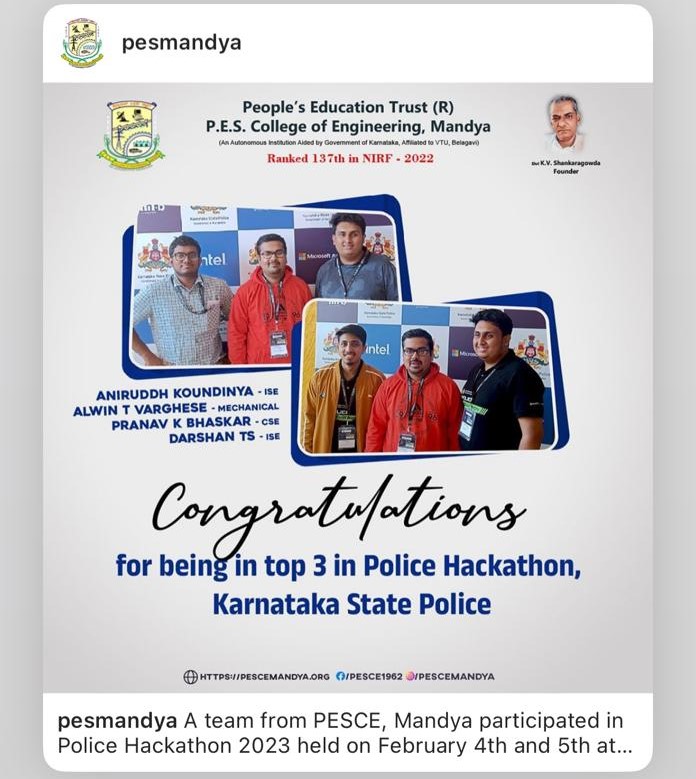 pesmandya
People's Education Trust (R)
P.E.S. College of Engineering, Mandya
(An Autonomous Institution Aided by Government of Karnataka, Affiliated to VTU, Belagavi)
Ranked 137th in NIRF - 2022
K.V. Shankaragowda
Founder
intel
Microsoft
intel
ANIRUDDH KOUNDINYA - ISE
ALWIN T VARGHESE - MECHANICAL
PRANAV K BHASKAR - CSE
DARSHAN TS - ISE
Congratulations
for being in top 3 in Police Hackathon,
Karnataka State Police
HTTPS://PESCEMANDYA.ORG /PESCE1962 /PESCEMANDYA
pesmandya A team from PESCE, Mandya participated in
Police Hackathon 2023 held on February 4th and 5th at...